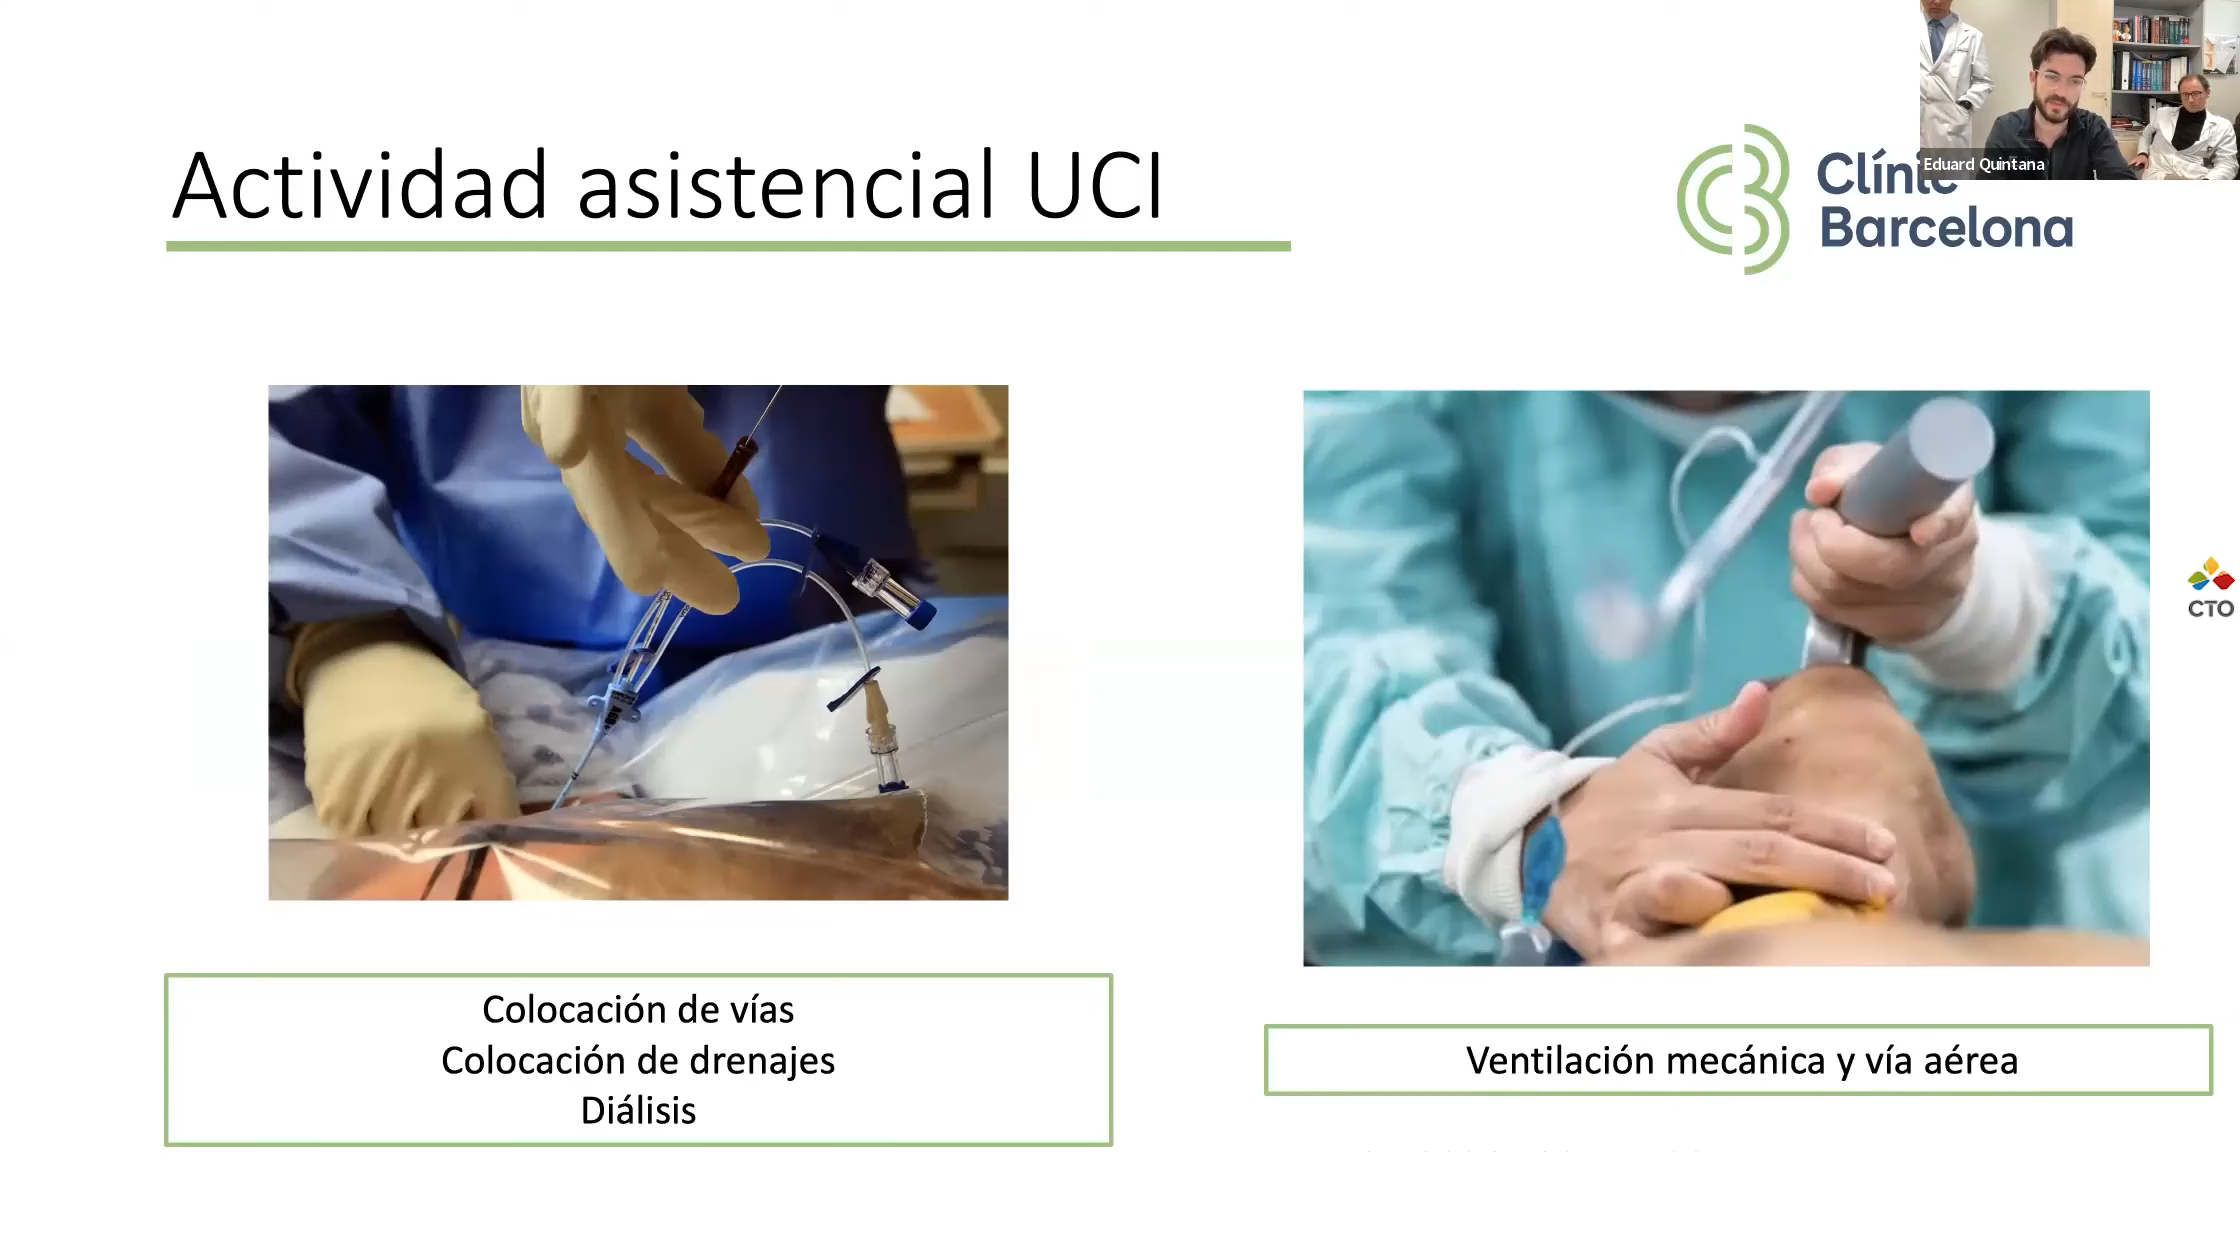 Actividad asistencial UCI
Clínic
Barcelona
Eduard Quintana
CTO
Colocación de vías
Colocación de drenajes
Diálisis
Ventilación mecánica y vía aérea